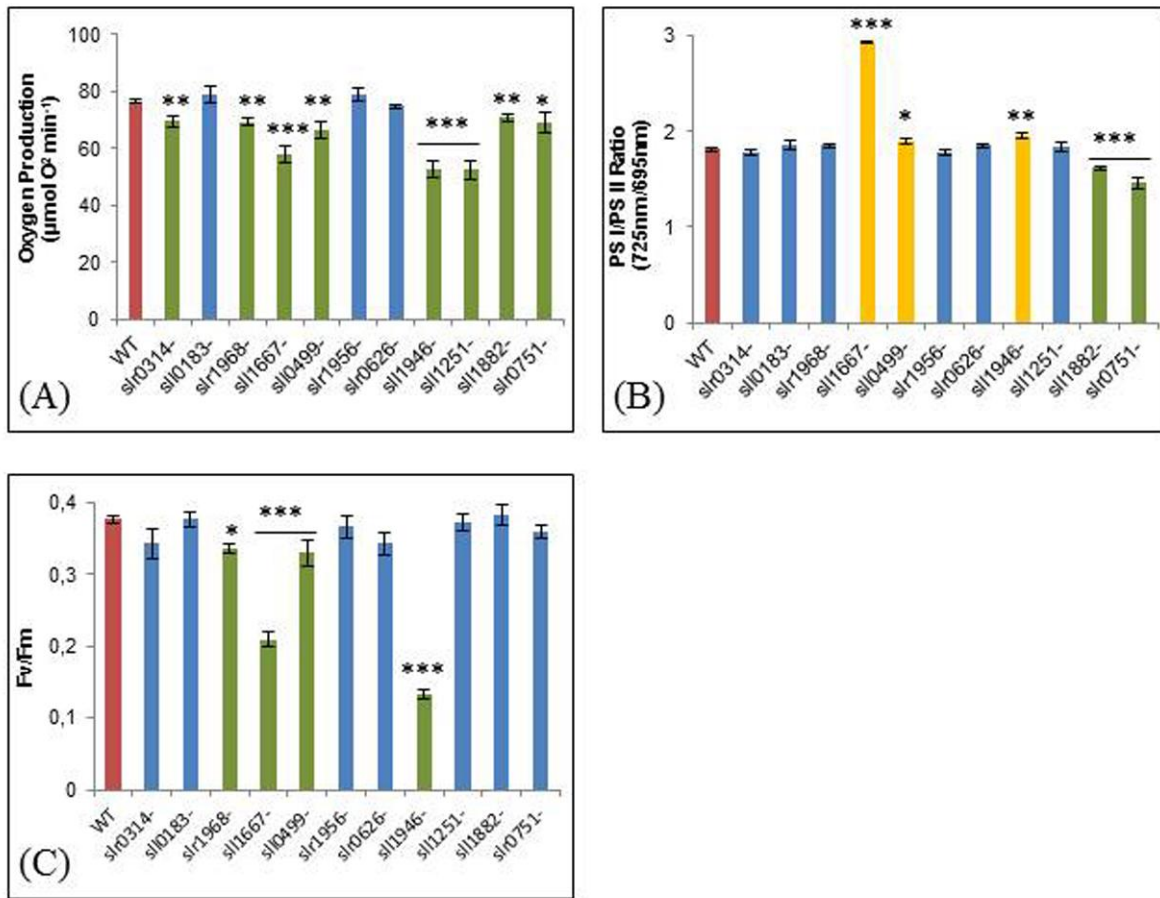 Oxygen Production
(µmol O² min⁻¹)
100
80
60
40
20
0
**
**
***
**
***
**
*
WT
slr0314-
sll0183-
slr1968-
sll1667-
sll0499-
slr1956-
slr0626-
sll1946-
sll1251-
sll1882-
slr0751-
(A)
PS I/PS II Ratio
(725nm/695nm)
3
2
1
0
***
*
**
***
WT
slr0314-
sll0183-
slr1968-
sll1667-
sll0499-
slr1956-
slr0626-
sll1946-
sll1251-
sll1882-
slr0751-
(B)
Fv/Fm
0,4
0,3
0,2
0,1
0
*
***
***
WT
slr0314-
sll0183-
slr1968-
sll1667-
sll0499-
slr1956-
slr0626-
sll1946-
sll1251-
sll1882-
slr0751-
(C)